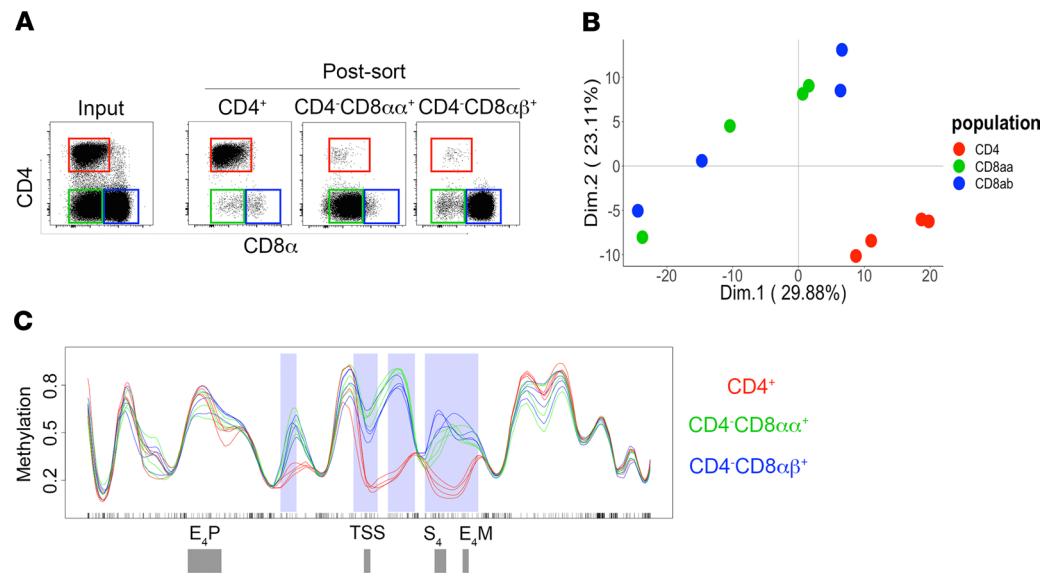 A
Post-sort
Input
CD4⁺
CD4⁻CD8αα⁺
CD4⁻CD8αβ⁺
CD4
CD8α
B
Dim.2 ( 23.11%)
10
5
0
-5
-10
-20
-10
0
10
20
Dim.1 ( 29.88%)
population
CD4
CD8aa
CD8ab
C
Methylation
0.8
0.5
0.2
E₄P
TSS
S₄
E₄M
CD4⁺
CD4⁻CD8αα⁺
CD4⁻CD8αβ⁺